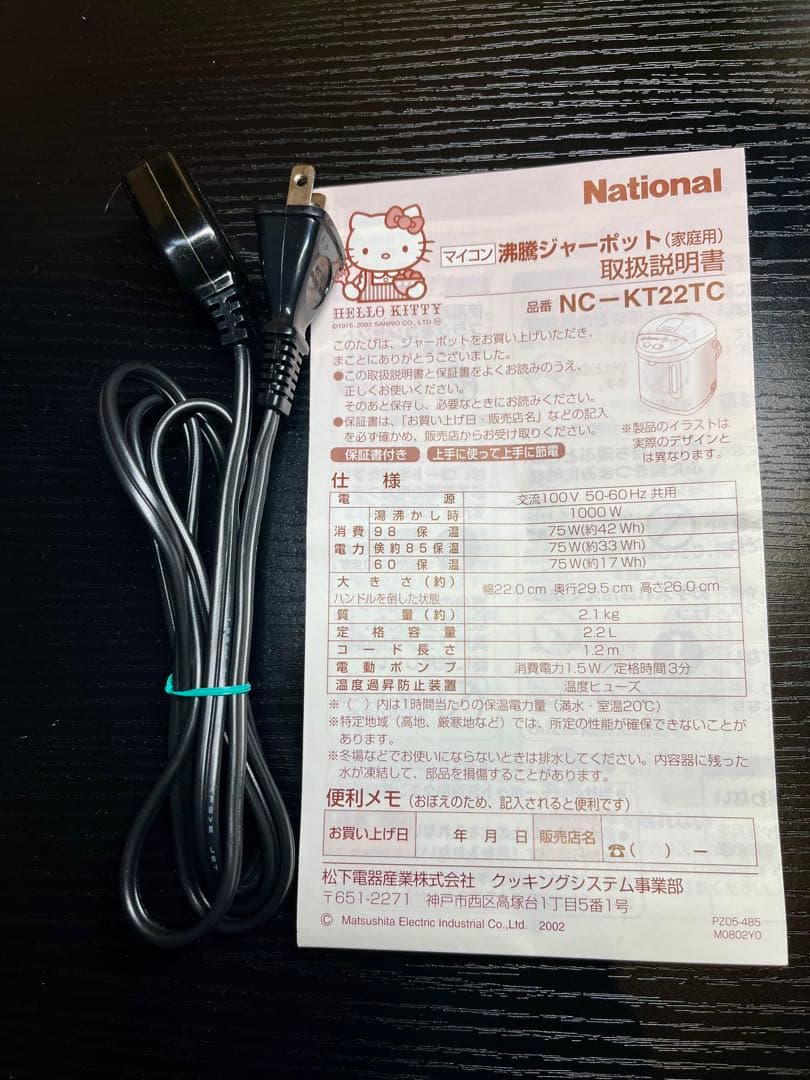 National
マイコン 沸騰ジャーポット(家庭用)
取扱説明書
品番 NC-KT22TC
HELLO KITTY
©1976, 2002 SANRIO CO., LTD.
このたびは、ジャーポットをお買い上げいただき、
まことにありがとうございました。
●この取扱説明書と保証書をよくお読みのうえ、
正しくお使いください。
そのあと保存し、必要なときにお読みください。
●保証書は、「お買い上げ日・販売店名」などの記入
を必ず確かめ、販売店からお受け取りください。
保証書付き 上手に使って上手に節電
※製品のイラストは
実際のデザインと
は異なります。
仕様
電源 交流100V 50-60Hz 共用
消費電力 湯沸かし時 1000W
98保温 75W(約42Wh)
倹約85保温 75W(約33Wh)
60保温 75W(約17Wh)
大きさ(約) 幅22.0cm 奥行29.5cm 高さ26.0cm
ハンドルを倒した状態
質量(約) 2.1kg
定格容量 2.2L
コード長さ 1.2m
電動ポンプ 消費電力1.5W/定格時間3分
温度過昇防止装置 温度ヒューズ
※( )内は1時間当たりの保温電力量(満水・室温20℃)
※特定地域(高地、厳寒地など)では、所定の性能が確保できないことが
あります。
※冬場などでお使いにならないときは排水してください。内容器に残った
水が凍結して、部品を損傷することがあります。
便利メモ(おぼえのため、記入されると便利です)
お買い上げ日 年 月 日 販売店名 ☎( ) ー
松下電器産業株式会社 クッキングシステム事業部
〒651-2271 神戸市西区高塚台1丁目5番1号
© Matsushita Electric Industrial Co.,Ltd. 2002
PZ05-485
M0802Y0